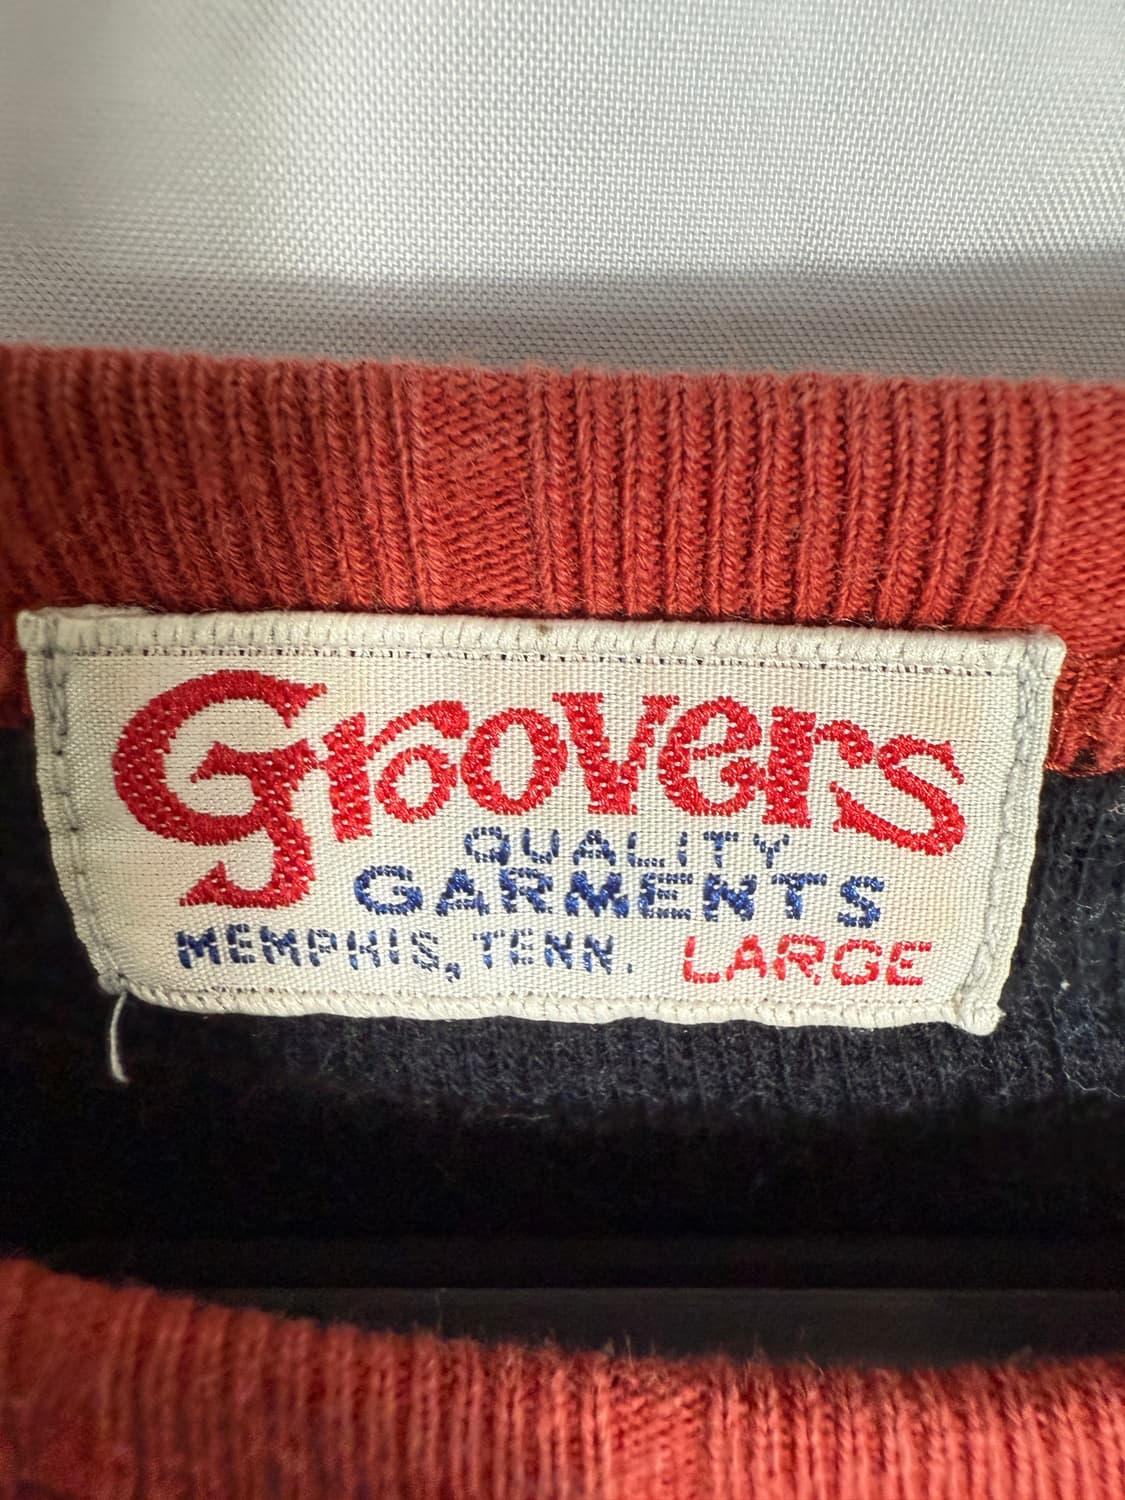 Groovers
QUALITY
GARMENTS
MEMPHIS, TENN. LARGE